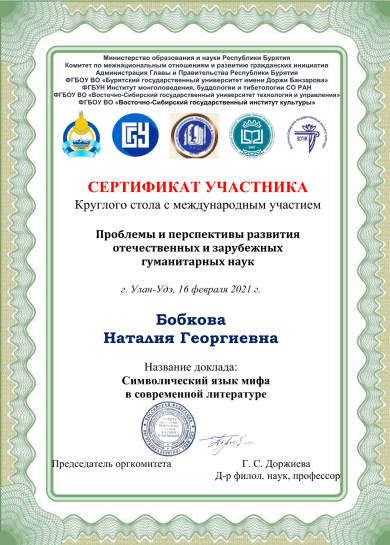 Министерство образования и науки Республики Бурятия
Комитет по межнациональным отношениям и развитию гражданских инициатив
Администрация Главы и Правительства Республики Бурятия
ФГБОУ ВО «Бурятский государственный университет имени Доржи Банзарова»
ФГБУН Институт монголоведения, буддологии и тибетологии СО РАН
ФГБОУ ВО «Восточно-Сибирский государственный университет технологий и управления»
ФГБОУ ВО «Восточно-Сибирский государственный институт культуры»
СЕРТИФИКАТ УЧАСТНИКА
Круглого стола с международным участием
Проблемы и перспективы развития
отечественных и зарубежных
гуманитарных наук
г. Улан-Удэ, 16 февраля 2021 г.
Бобкова
Наталия Георгиевна
Название доклада:
Символический язык мифа
в современной литературе
Председатель оргкомитета Г. С. Доржиева
Д-р филол. наук, профессор